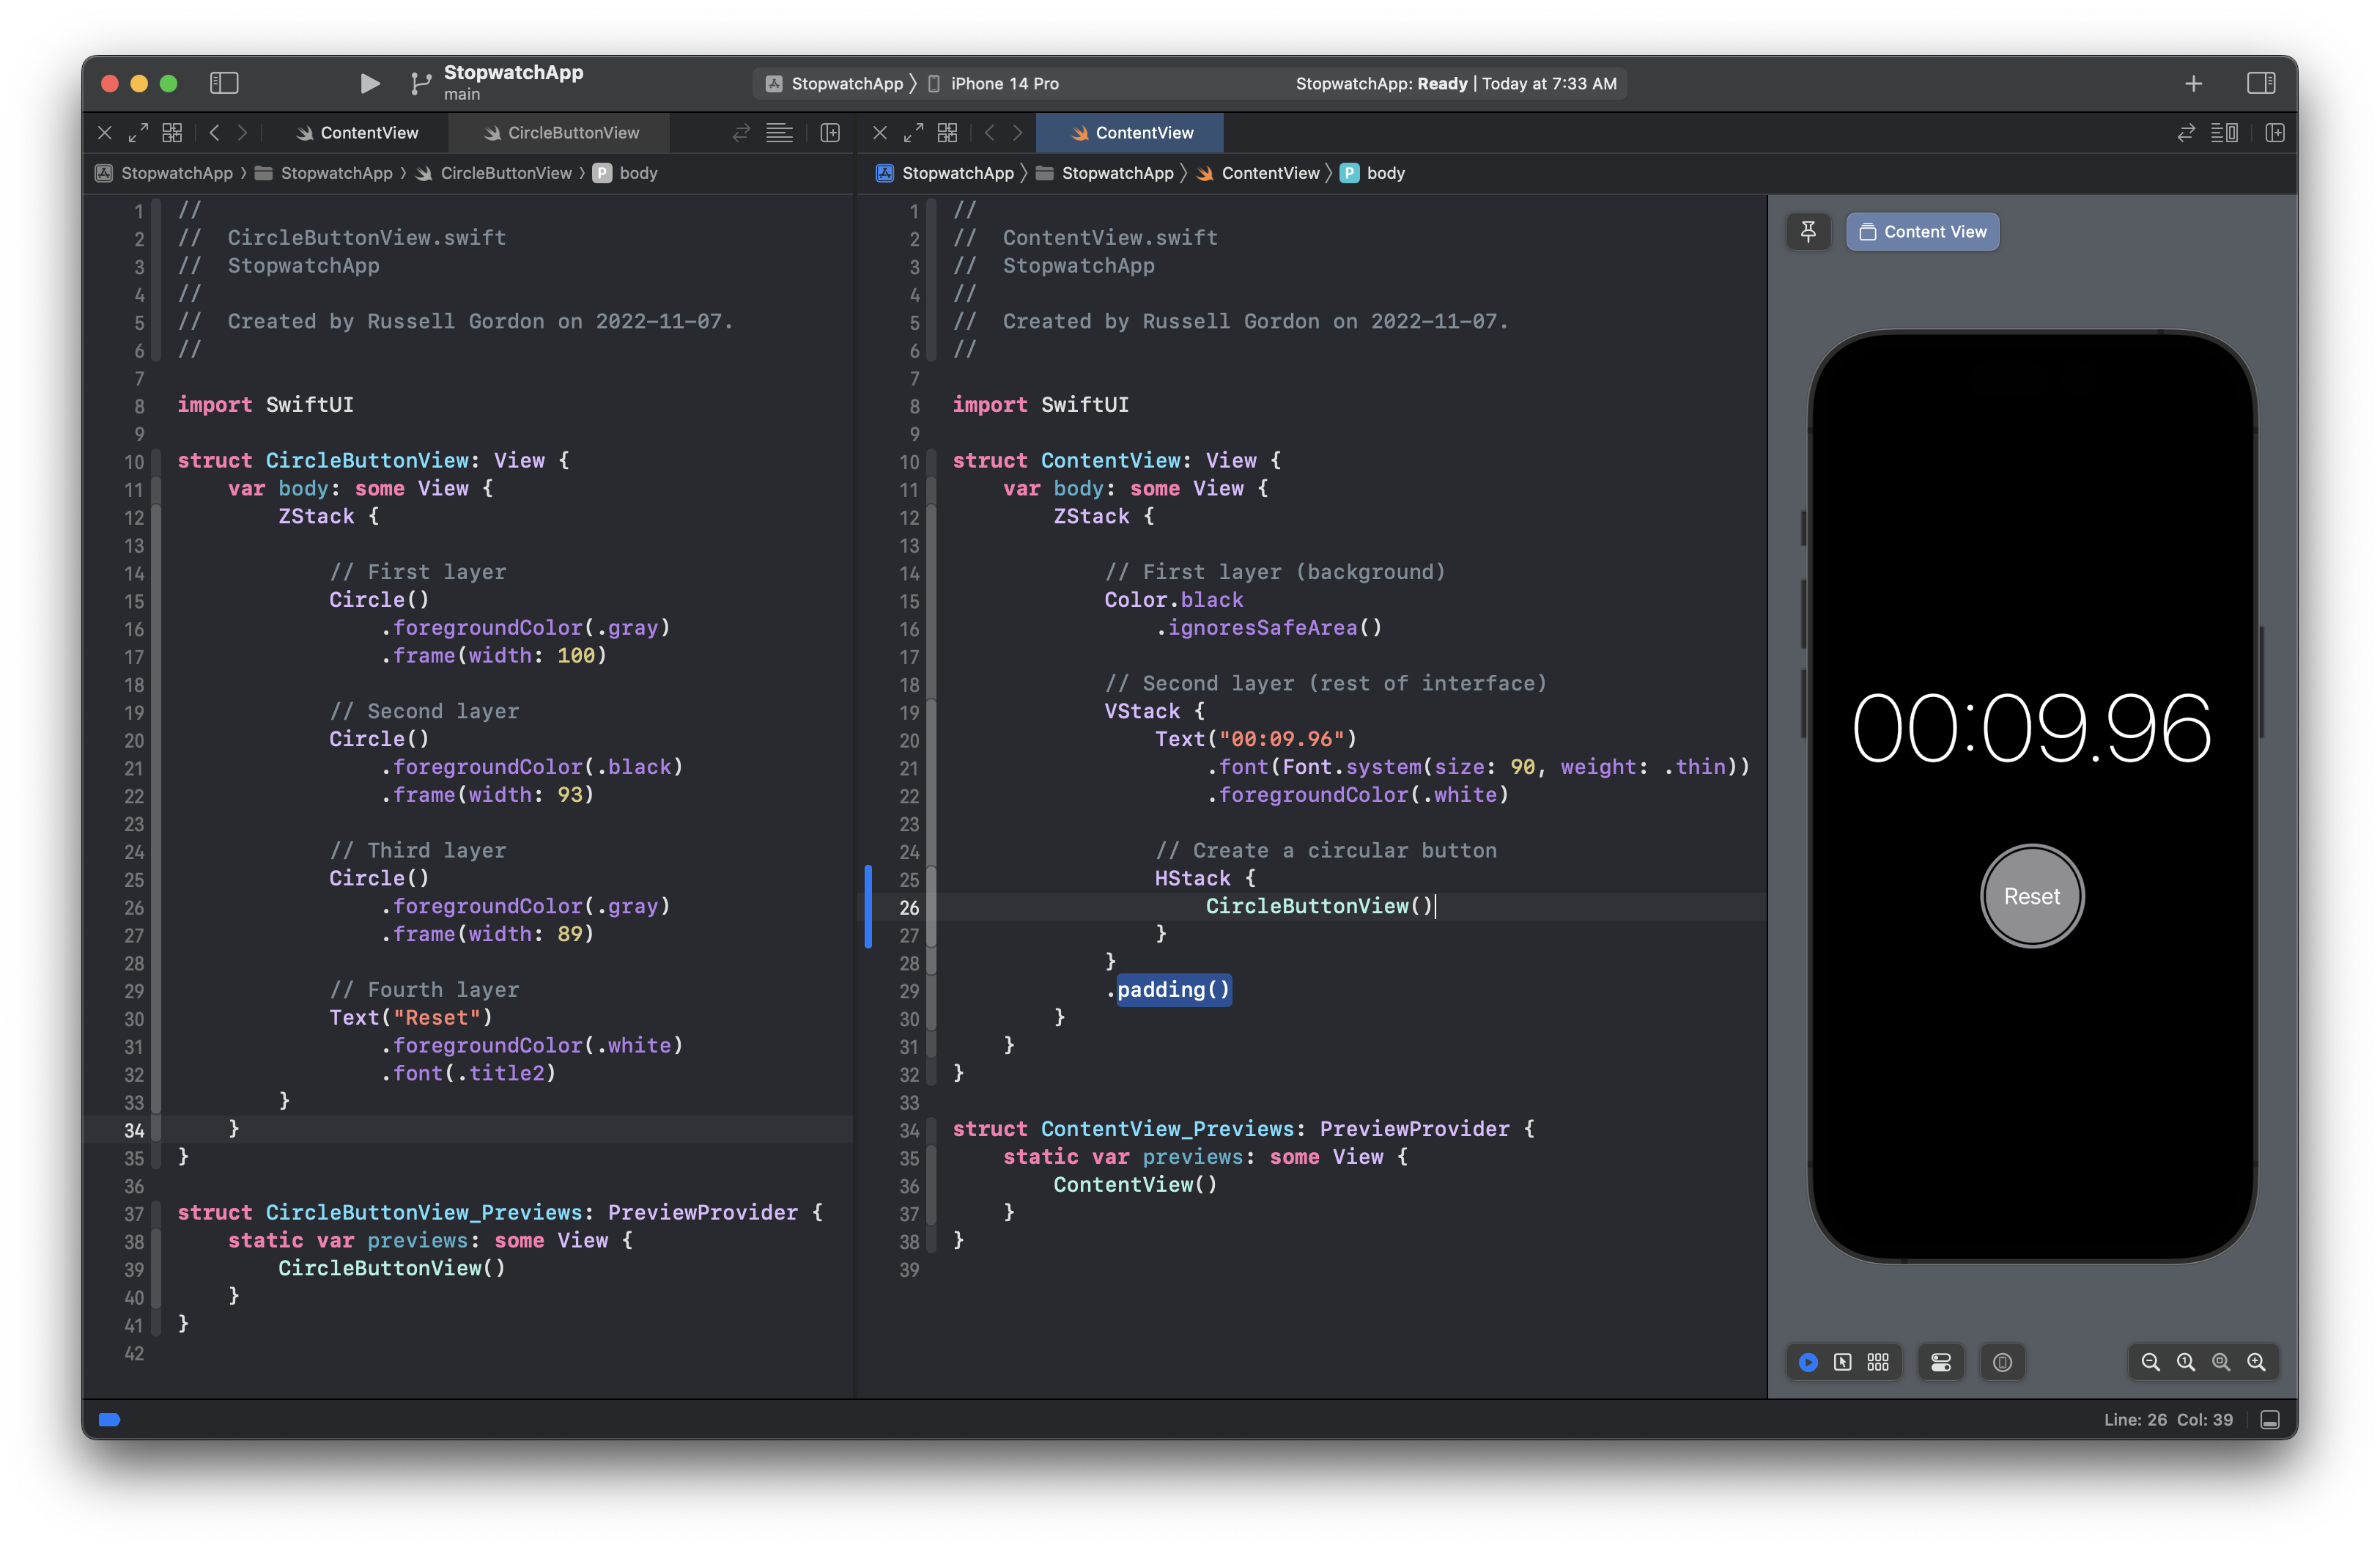 StopwatchApp
main
StopwatchApp 〉 iPhone 14 Pro
StopwatchApp: Ready | Today at 7:33 AM
ContentView
CircleButtonView
StopwatchApp 〉 StopwatchApp 〉 CircleButtonView 〉 P body
1 //
2 //  CircleButtonView.swift
3 //  StopwatchApp
4 //
5 //  Created by Russell Gordon on 2022-11-07.
6 //
7
8 import SwiftUI
9
10 struct CircleButtonView: View {
11     var body: some View {
12         ZStack {
13
14             // First layer
15             Circle()
16                 .foregroundColor(.gray)
17                 .frame(width: 100)
18
19             // Second layer
20             Circle()
21                 .foregroundColor(.black)
22                 .frame(width: 93)
23
24             // Third layer
25             Circle()
26                 .foregroundColor(.gray)
27                 .frame(width: 89)
28
29             // Fourth layer
30             Text("Reset")
31                 .foregroundColor(.white)
32                 .font(.title2)
33         }
34     }
35 }
36
37 struct CircleButtonView_Previews: PreviewProvider {
38     static var previews: some View {
39         CircleButtonView()
40     }
41 }
42
ContentView
StopwatchApp 〉 StopwatchApp 〉 ContentView 〉 P body
1 //
2 //  ContentView.swift
3 //  StopwatchApp
4 //
5 //  Created by Russell Gordon on 2022-11-07.
6 //
7
8 import SwiftUI
9
10 struct ContentView: View {
11     var body: some View {
12         ZStack {
13
14             // First layer (background)
15             Color.black
16                 .ignoresSafeArea()
17
18             // Second layer (rest of interface)
19             VStack {
20                 Text("00:09.96")
21                     .font(Font.system(size: 90, weight: .thin))
22                     .foregroundColor(.white)
23
24                 // Create a circular button
25                 HStack {
26                     CircleButtonView()
27                 }
28             }
29             .padding()
30         }
31     }
32 }
33
34 struct ContentView_Previews: PreviewProvider {
35     static var previews: some View {
36         ContentView()
37     }
38 }
39
Content View
00:09.96
Reset
Line: 26 Col: 39